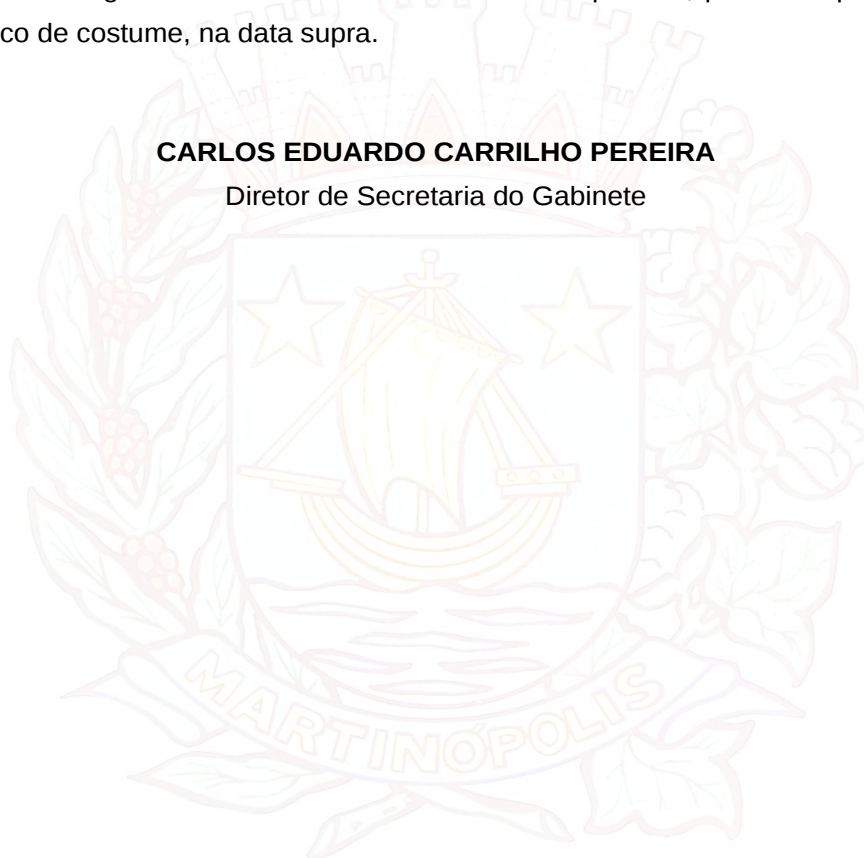 co de costume, na data supra.
CARLOS EDUARDO CARRILHO PEREIRA
Diretor de Secretaria do Gabinete
MARTINÓPOLIS